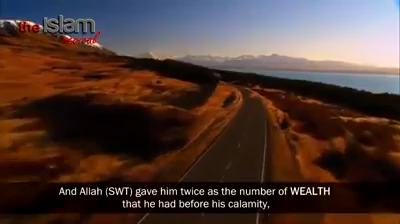 the Islam
And Allah (SWT) gave him twice as the number of WEALTH
that he had before his calamity,